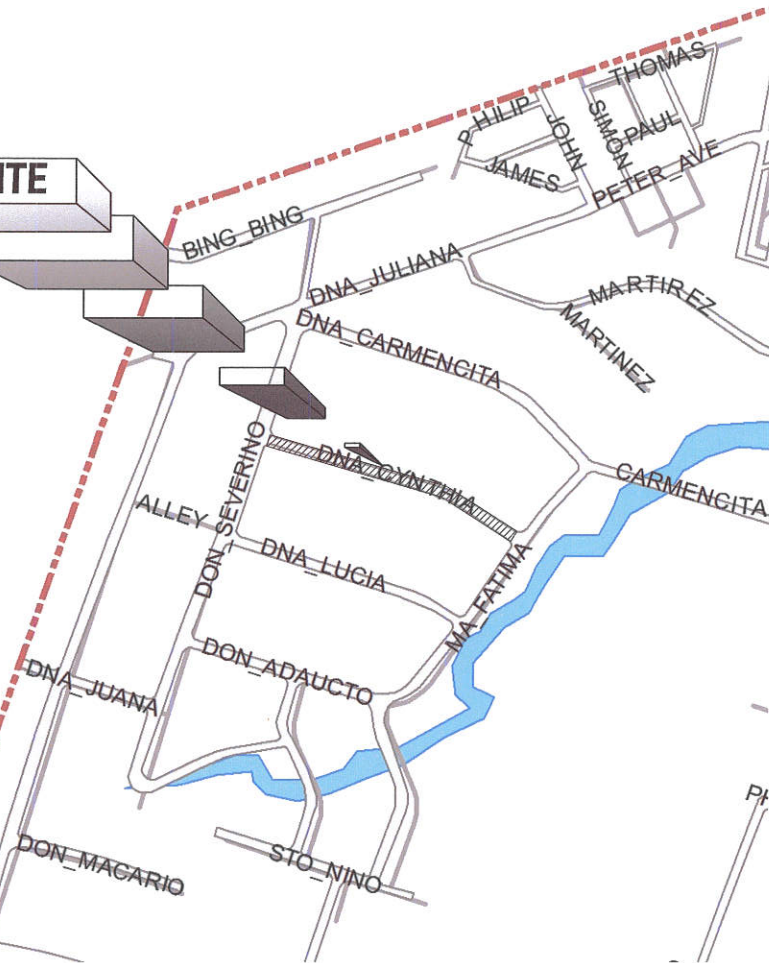 THOMAS
PHILIP
JOHN
SIMON
PAUL
JAMES
PETER_AVE
ITE
BING_BING
DNA_JULIANA
MARTIREZ
MARTINEZ
DNA_CARMENCITA
DNA_CYNTHIA
CARMENCITA
DON_SEVERINO
ALLEY
DNA_LUCIA
MA_FATIMA
DON_ADAUCTO
DNA_JUANA
DON_MACARIO
STO_NINO